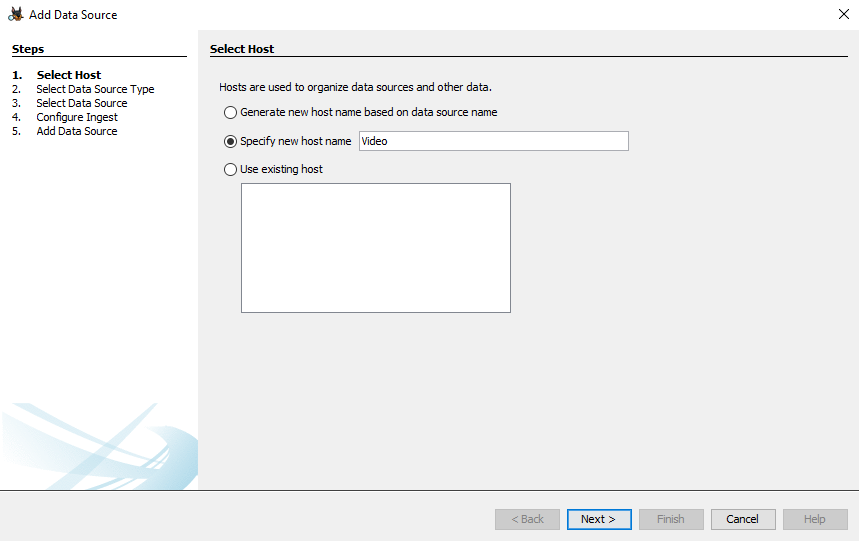 Add Data Source
Steps
1. Select Host
2. Select Data Source Type
3. Select Data Source
4. Configure Ingest
5. Add Data Source
Select Host
Hosts are used to organize data sources and other data.
Generate new host name based on data source name
Specify new host name Video
Use existing host
< Back Next > Finish Cancel Help